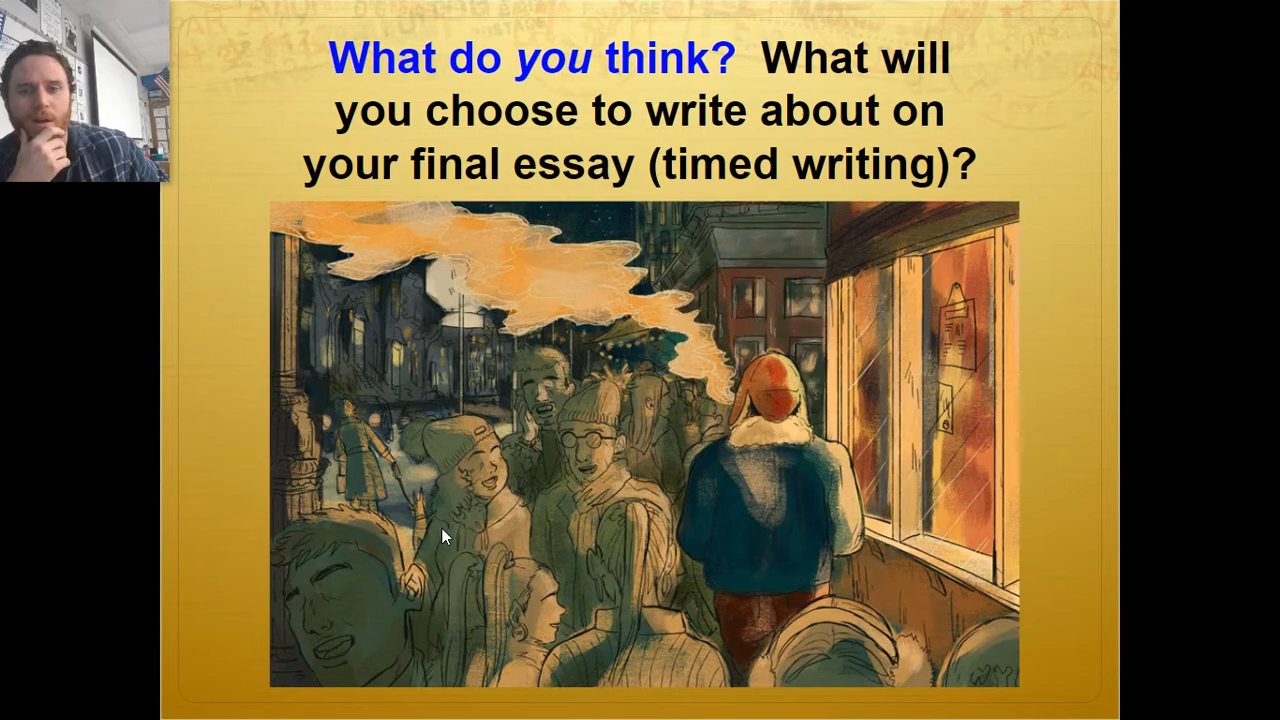 What do you think? What will
you choose to write about on
your final essay (timed writing)?